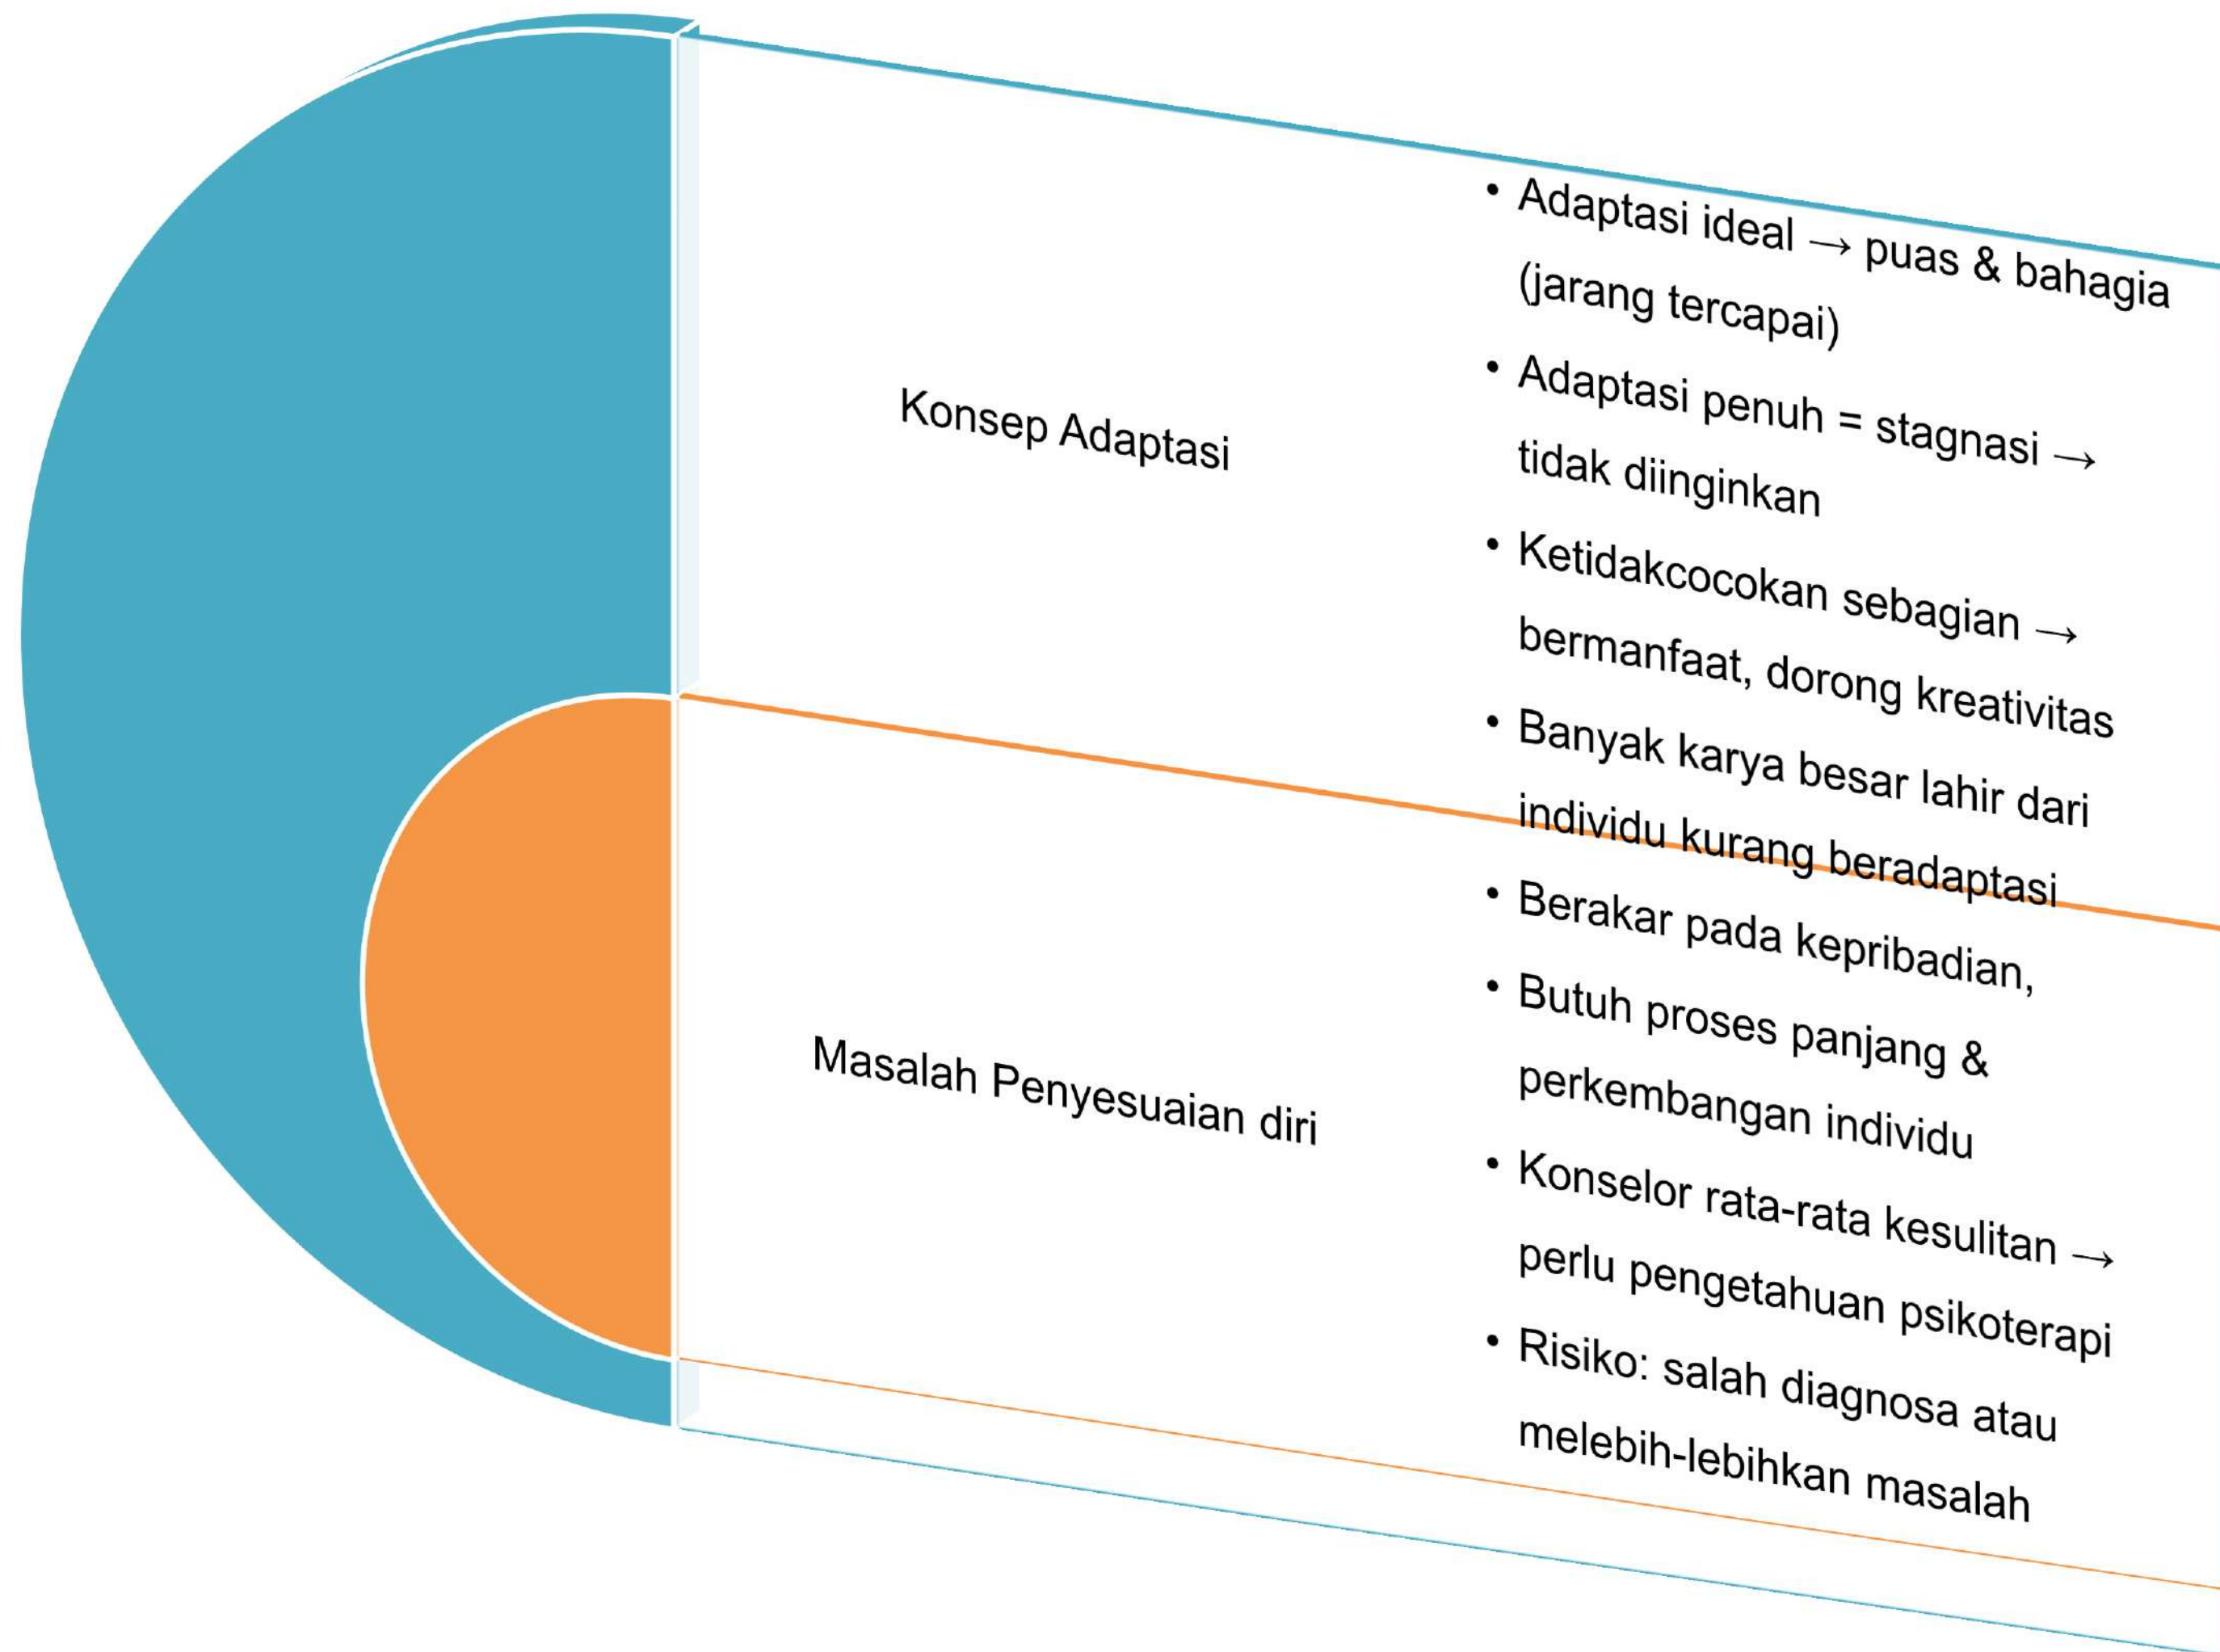 Konsep Adaptasi
• Adaptasi ideal → puas & bahagia
(jarang tercapai)
• Adaptasi penuh = stagnasi →
tidak diinginkan
• Ketidakcocokan sebagian →
bermanfaat, dorong kreativitas
• Banyak karya besar lahir dari
individu kurang beradaptasi
Masalah Penyesuaian diri
• Berakar pada kepribadian,
• Butuh proses panjang &
perkembangan individu
• Konselor rata-rata kesulitan →
perlu pengetahuan psikoterapi
• Risiko: salah diagnosa atau
melebih-lebihkan masalah